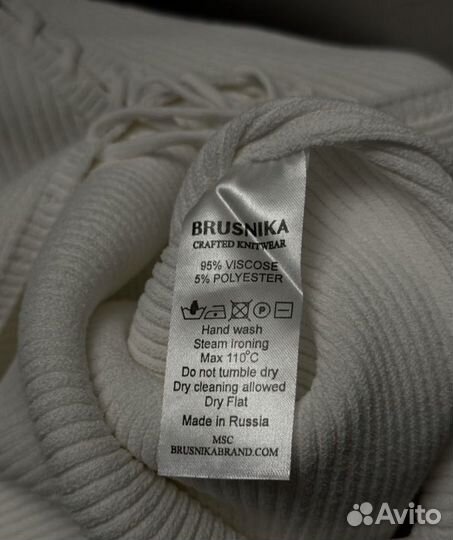 BRUSNIKA
CRAFTED KNITWEAR
95% VISCOSE
5% POLYESTER
P
Hand wash
Steam ironing
Max 110°C
Do not tumble dry
Dry cleaning allowed
Dry Flat
Made in Russia
MSC
BRUSNIKABRAND.COM
Avito